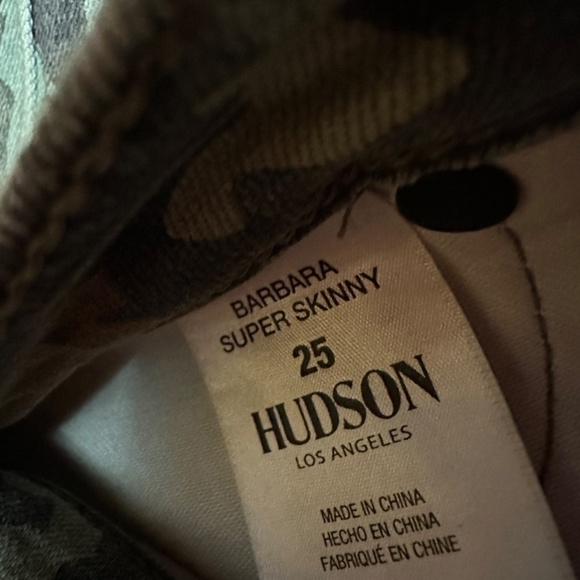 BARBARA
SUPER SKINNY
25
HUDSON
LOS ANGELES
MADE IN CHINA
HECHO EN CHINA
FABRIQUÉ EN CHINE